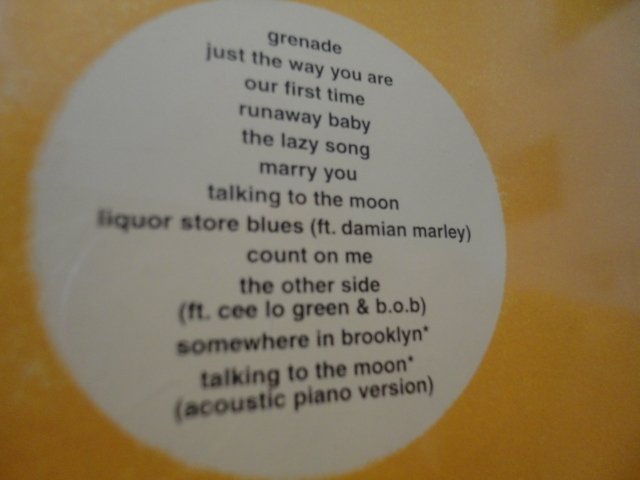 grenade
just the way you are
our first time
runaway baby
the lazy song
marry you
talking to the moon
liquor store blues (ft. damian marley)
count on me
the other side
(ft. cee lo green & b.o.b)
somewhere in brooklyn*
talking to the moon*
(acoustic piano version)